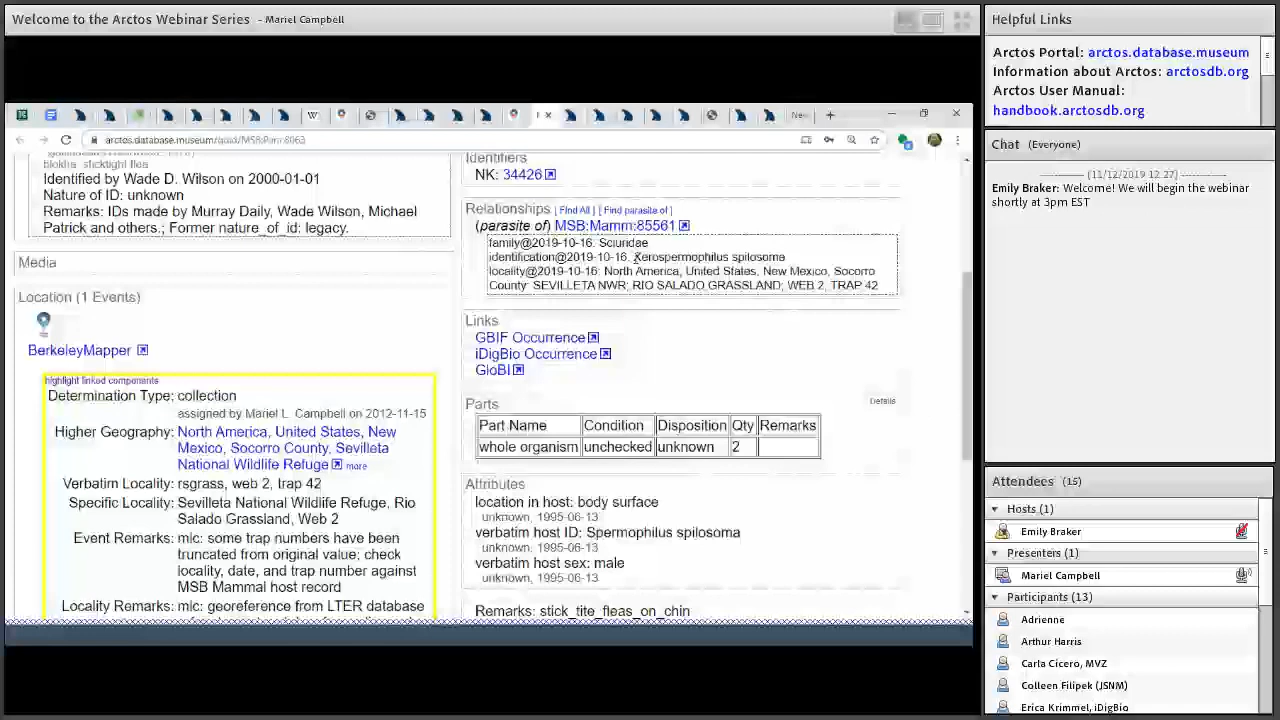 Welcome to the Arctos Webinar Series - Mariel Campbell
arctos.database.museum/guid/MSB:Para:8063
sticktight flea
Identified by Wade D. Wilson on 2000-01-01
Nature of ID: unknown
Remarks: IDs made by Murray Daily, Wade Wilson, Michael
Patrick and others.; Former nature_of_id: legacy.
Media
Location (1 Events)
BerkeleyMapper
highlight linked components
Determination Type: collection
assigned by Mariel L. Campbell on 2012-11-15
Higher Geography: North America, United States, New
Mexico, Socorro County, Sevilleta
National Wildlife Refuge more
Verbatim Locality: rsgrass, web 2, trap 42
Specific Locality: Sevilleta National Wildlife Refuge, Rio
Salado Grassland, Web 2
Event Remarks: mic: some trap numbers have been
truncated from original value; check
locality, date, and trap number against
MSB Mammal host record
Locality Remarks: mic: georeference from LTER database
Identifiers
NK: 34426
Relationships [ Find All ] [ Find parasite of ]
(parasite of) MSB:Mamm:85561
family@2019-10-16: Sciuridae
identification@2019-10-16: Xerospermophilus spilosoma
locality@2019-10-16: North America, United States, New Mexico, Socorro
County: SEVILLETA NWR; RIO SALADO GRASSLAND; WEB 2, TRAP 42
Links
GBIF Occurrence
iDigBio Occurrence
GloBI
Parts Details
Part Name Condition Disposition Qty Remarks
whole organism unchecked unknown 2
Attributes
location in host: body surface
unknown, 1995-06-13
verbatim host ID: Spermophilus spilosoma
unknown, 1995-06-13
verbatim host sex: male
unknown, 1995-06-13
Remarks: stick_tite_fleas_on_chin
Helpful Links
Arctos Portal: arctos.database.museum
Information about Arctos: arctosdb.org
Arctos User Manual:
handbook.arctosdb.org
Chat (Everyone)
[11/12/2019 12:27]
Emily Braker: Welcome! We will begin the webinar
shortly at 3pm EST
Attendees (15)
Hosts (1)
Emily Braker
Presenters (1)
Mariel Campbell
Participants (13)
Adrienne
Arthur Harris
Carla Cicero, MVZ
Colleen Filipek (JSNM)
Erica Krimmel, iDigBio